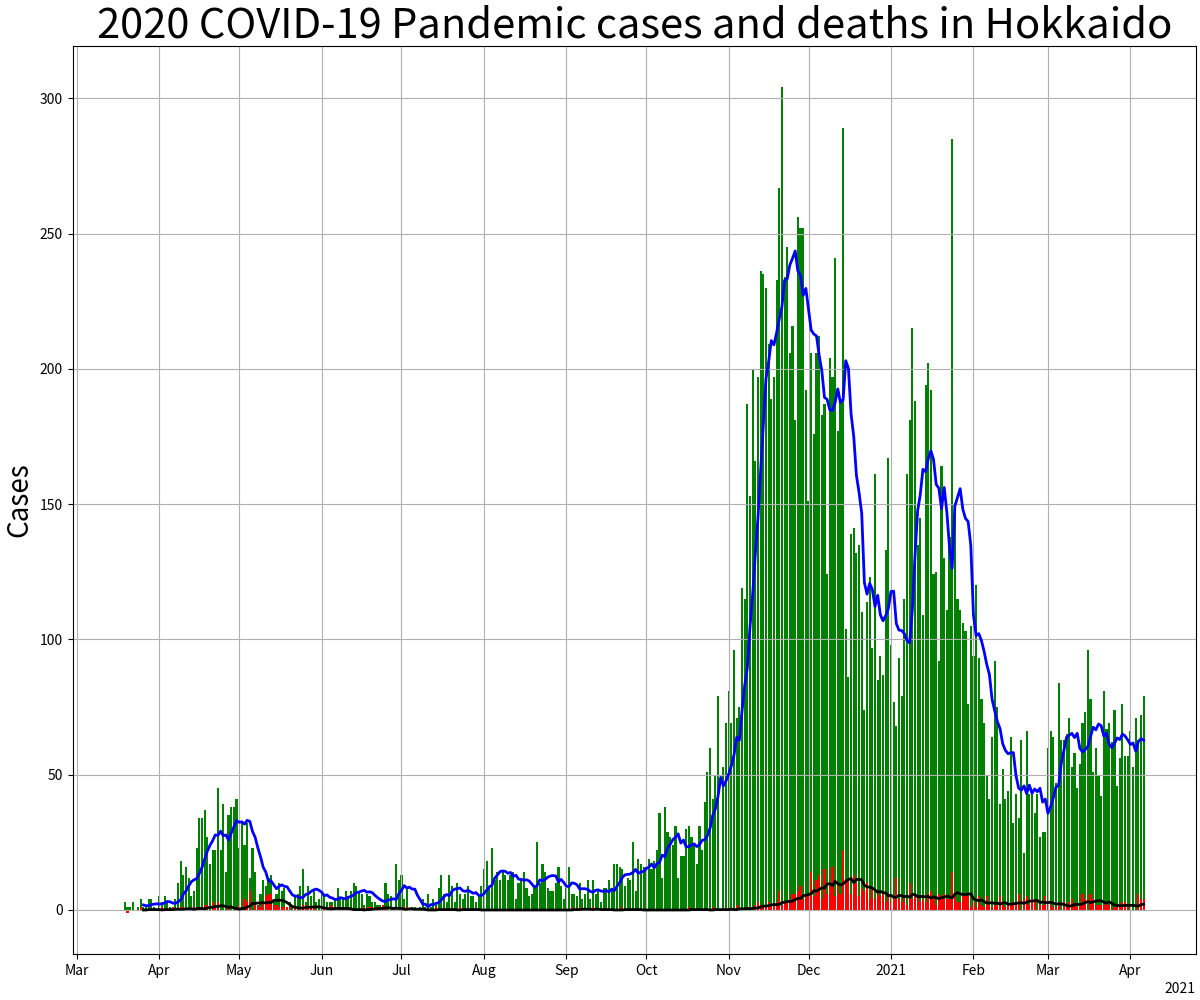 2020 COVID-19 Pandemic cases and deaths in Hokkaido
Cases
300
250
200
150
100
50
0
Mar Apr May Jun Jul Aug Sep Oct Nov Dec 2021 Feb Mar Apr
2021